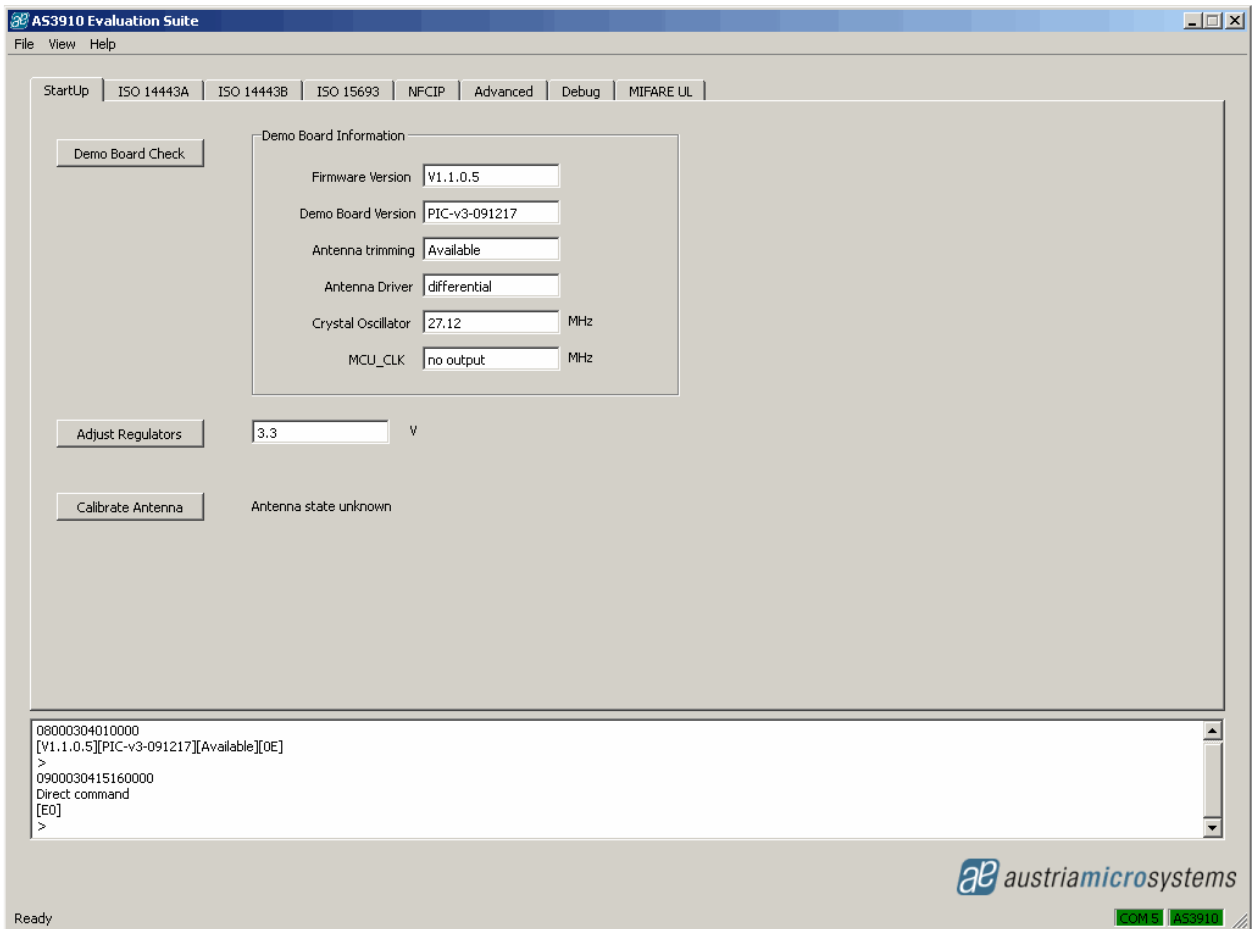 AS3910 Evaluation Suite
File View Help
StartUp ISO 14443A ISO 14443B ISO 15693 NFCIP Advanced Debug MIFARE UL
Demo Board Check
Demo Board Information
Firmware Version V1.1.0.5
Demo Board Version PIC-v3-091217
Antenna trimming Available
Antenna Driver differential
Crystal Oscillator 27.12 MHz
MCU_CLK no output MHz
Adjust Regulators 3.3 V
Calibrate Antenna Antenna state unknown
08000304010000
[V1.1.0.5][PIC-v3-091217][Available][0E]
>
0900030415160000
Direct command
[E0]
>
ae austriamicrosystems
Ready COM 5 AS3910